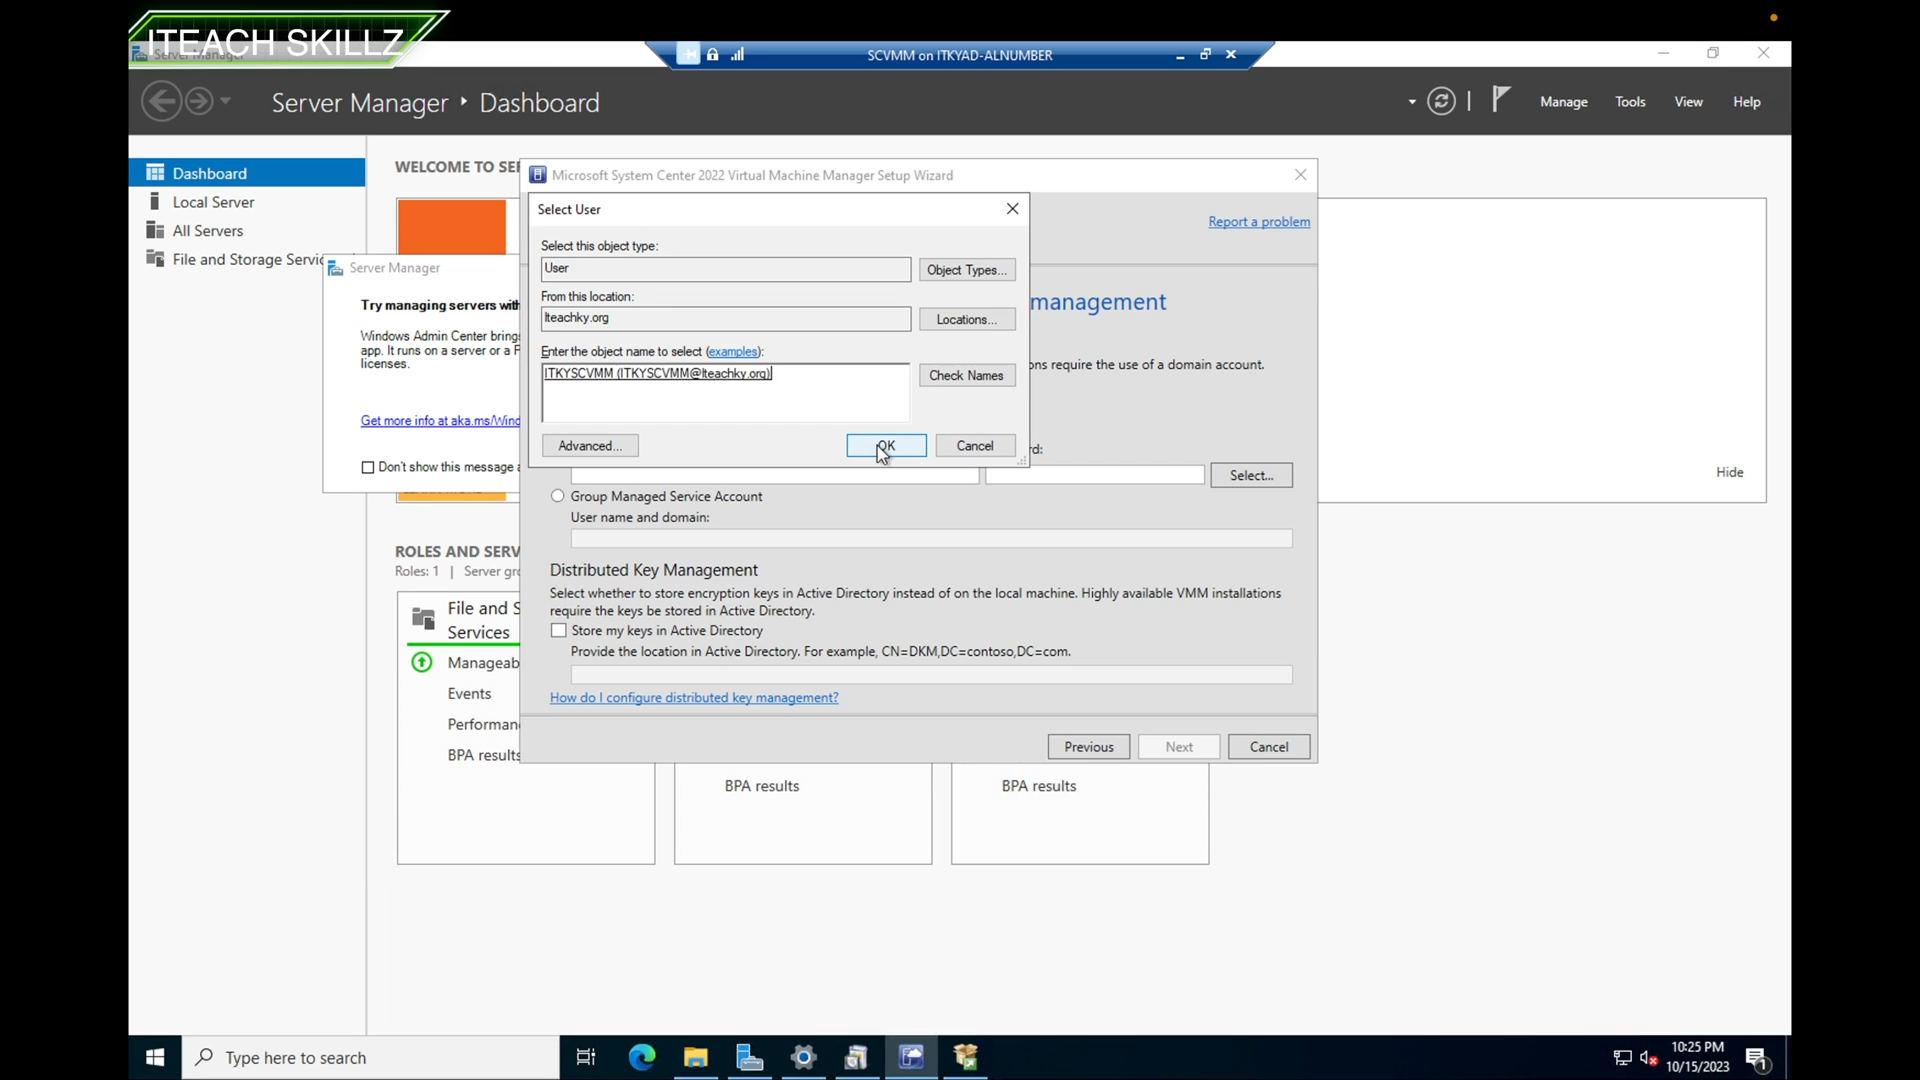 ITEACH SKILLZ
Server Manager
SCVMM on ITKYAD-ALNUMBER
Server Manager Dashboard
Manage Tools View Help
Dashboard
Local Server
All Servers
File and Storage Servic
WELCOME TO SE
Microsoft System Center 2022 Virtual Machine Manager Setup Wizard
Report a problem
management
ons require the use of a domain account.
rd:
Select...
Group Managed Service Account
User name and domain:
Distributed Key Management
Select whether to store encryption keys in Active Directory instead of on the local machine. Highly available VMM installations
require the keys be stored in Active Directory.
Store my keys in Active Directory
Provide the location in Active Directory. For example, CN=DKM,DC=contoso,DC=com.
How do I configure distributed key management?
Previous Next Cancel
Select User
Select this object type:
User
Object Types...
From this location:
Iteachky.org
Locations...
Enter the object name to select (examples):
ITKYSCVMM (ITKYSCVMM@Iteachky.org)
Check Names
Advanced...
OK
Cancel
Server Manager
Try managing servers with
Windows Admin Center brings
app. It runs on a server or a
licenses.
Get more info at aka.ms/Wind
Don't show this message a
Hide
ROLES AND SERV
Roles: 1 | Server gr
File and S
Services
Manageab
Events
Performan
BPA results
BPA results
BPA results
Type here to search
10:25 PM
10/15/2023
1